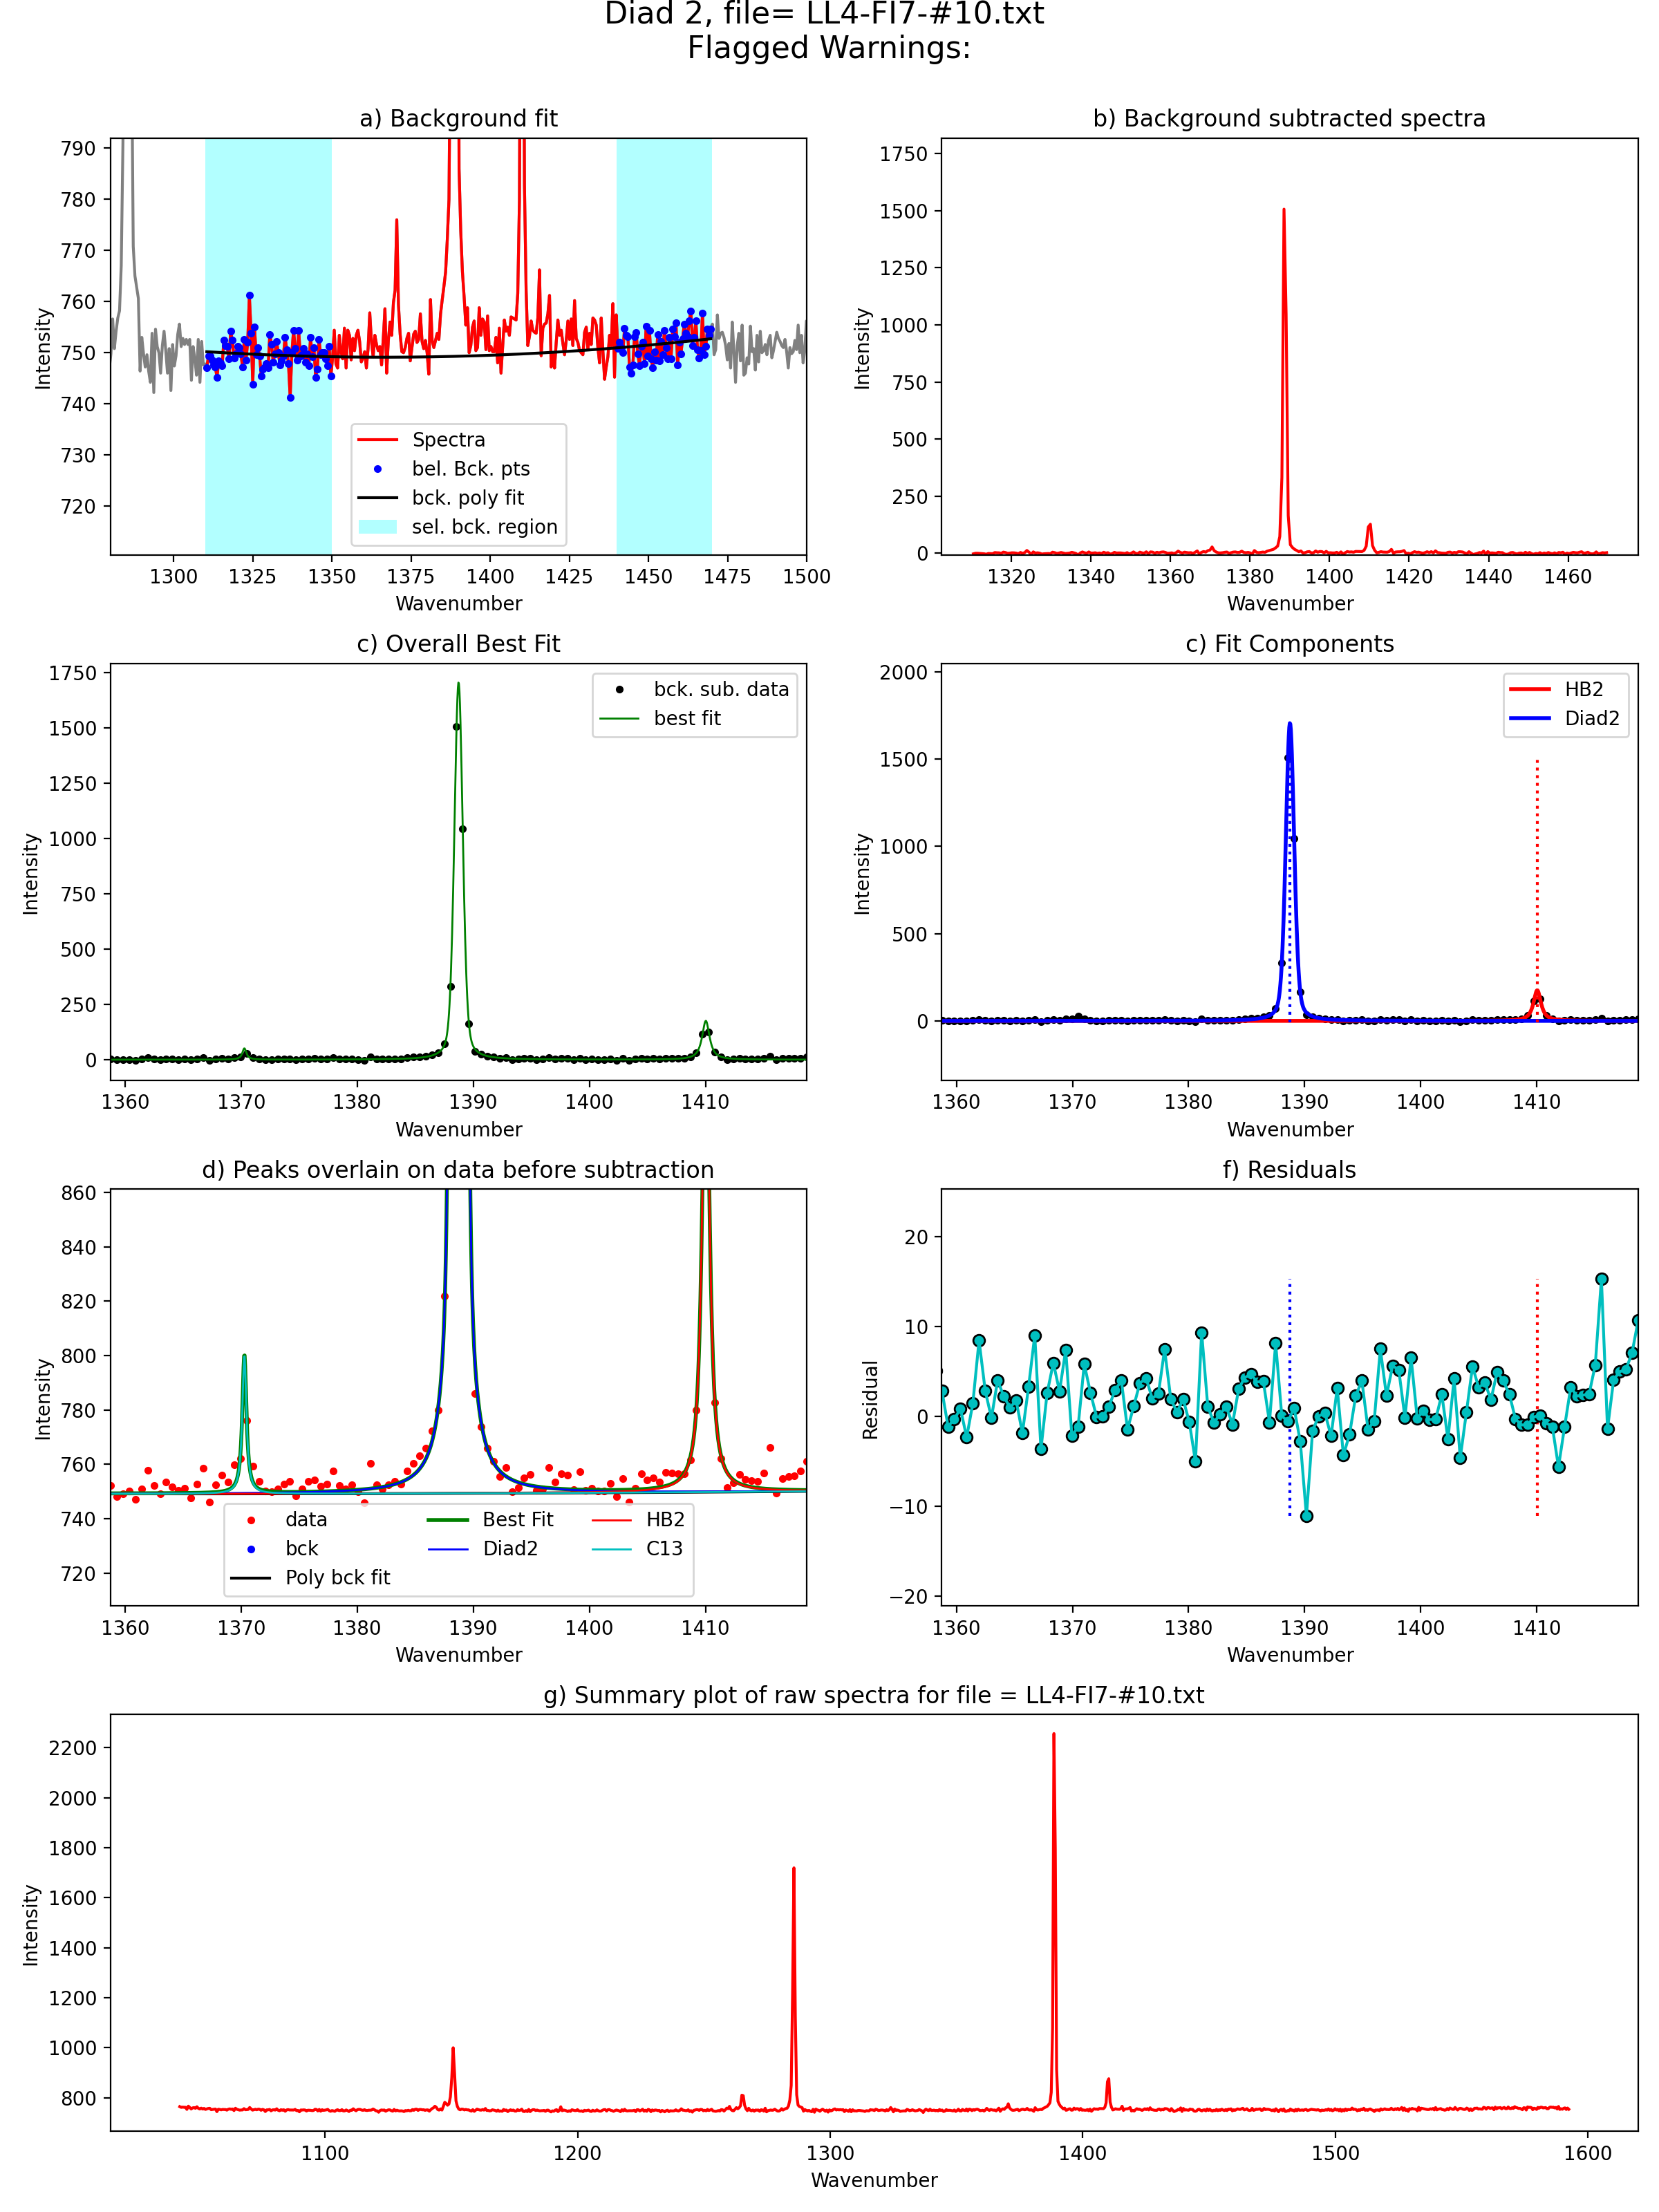 Diad 2, file= LL4-FI7-#10.txt
Flagged Warnings:
a) Background fit
790
780
770
760
750
740
730
720
Intensity
Spectra
bel. Bck. pts
bck. poly fit
sel. bck. region
1300 1325 1350 1375 1400 1425 1450 1475 1500
Wavenumber
b) Background subtracted spectra
1750
1500
1250
1000
750
500
250
0
Intensity
1320 1340 1360 1380 1400 1420 1440 1460
Wavenumber
c) Overall Best Fit
1750
1500
1250
1000
750
500
250
0
Intensity
bck. sub. data
best fit
1360 1370 1380 1390 1400 1410
Wavenumber
c) Fit Components
2000
1500
1000
500
0
Intensity
HB2
Diad2
1360 1370 1380 1390 1400 1410
Wavenumber
d) Peaks overlain on data before subtraction
860
840
820
800
780
760
740
720
Intensity
data
bck
Poly bck fit
Best Fit
Diad2
HB2
C13
1360 1370 1380 1390 1400 1410
Wavenumber
f) Residuals
20
10
0
−10
−20
Residual
1360 1370 1380 1390 1400 1410
Wavenumber
g) Summary plot of raw spectra for file = LL4-FI7-#10.txt
2200
2000
1800
1600
1400
1200
1000
800
Intensity
1100 1200 1300 1400 1500 1600
Wavenumber